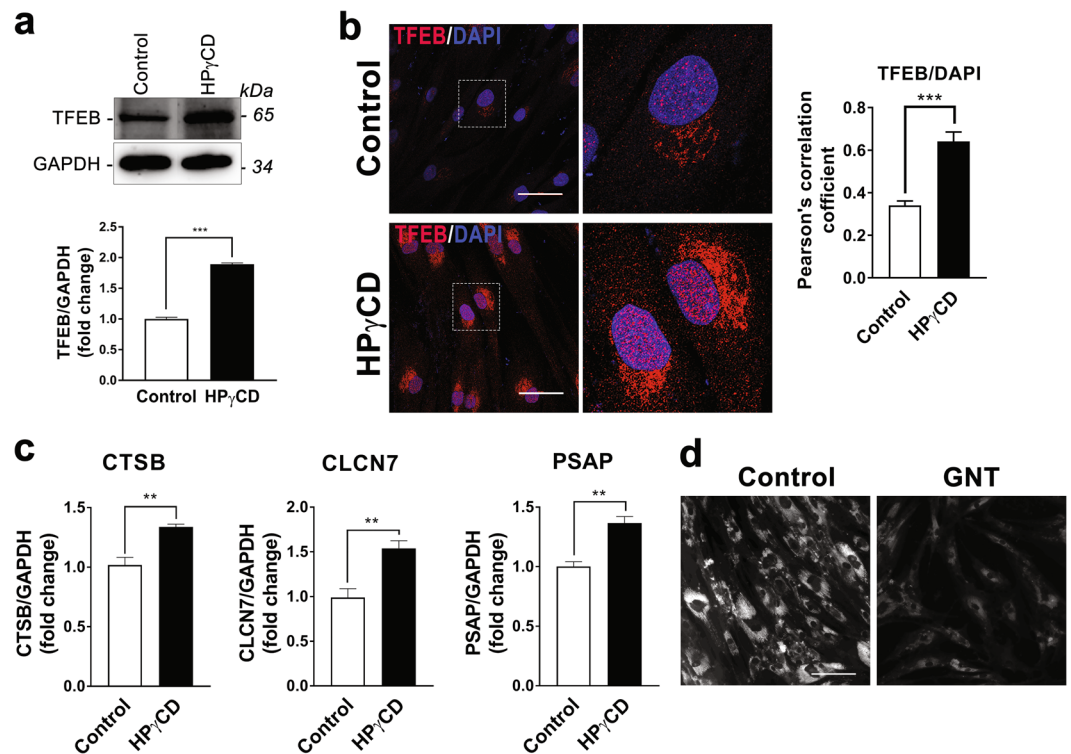 a
Control
HPγCD
kDa
TFEB - - 65
GAPDH - - 34
TFEB/GAPDH
(fold change)
2.5
2.0
1.5
1.0
0.5
0.0
***
Control HPγCD
b
Control
TFEB/DAPI
HPγCD
TFEB/DAPI
TFEB/DAPI
Pearson's correlation
cofficient
0.8
0.6
0.4
0.2
0.0
***
Control
HPγCD
c
CTSB
CTSB/GAPDH
(fold change)
1.5
1.0
0.5
0.0
**
Control
HPγCD
CLCN7
CLCN7/GAPDH
(fold change)
2.0
1.5
1.0
0.5
0.0
**
Control
HPγCD
PSAP
PSAP/GAPDH
(fold change)
1.5
1.0
0.5
0.0
**
Control
HPγCD
d
Control
GNT